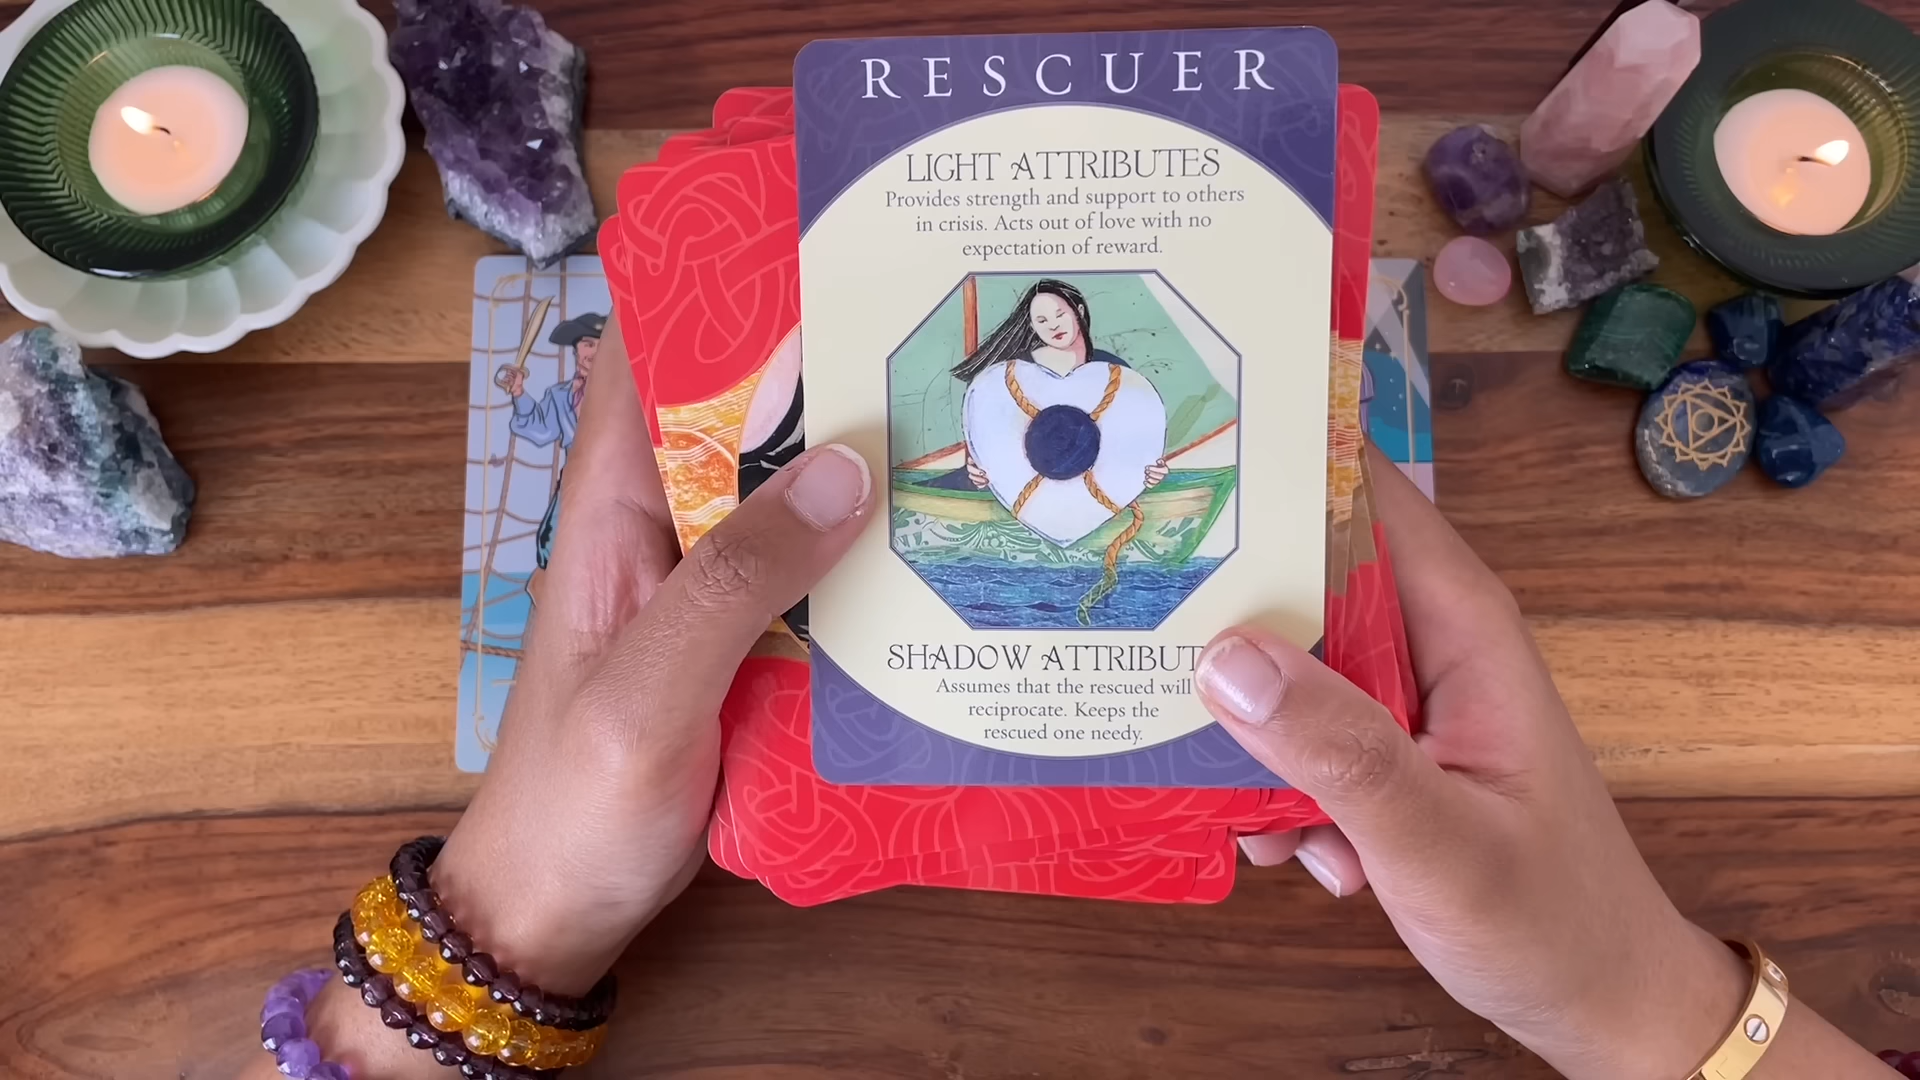 RESCUER
LIGHT ATTRIBUTES
Provides strength and support to others
in crisis. Acts out of love with no
expectation of reward.
SHADOW ATTRIBUT
Assumes that the rescued will
reciprocate. Keeps the
rescued one needy.